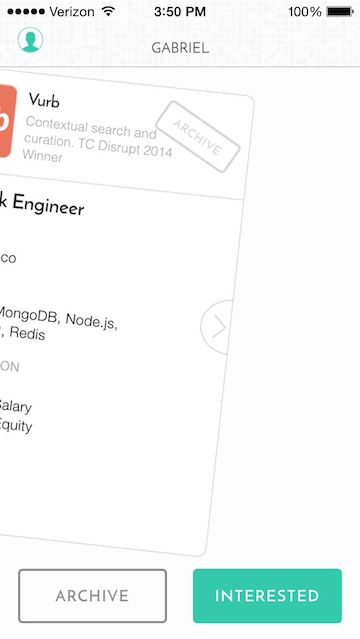 Verizon 3:50 PM 100%
GABRIEL
b
Vurb
Contextual search and
curation. TC Disrupt 2014
Winner
ARCHIVE
k Engineer
co
MongoDB, Node.js,
, Redis
ON
Salary
Equity
ARCHIVE INTERESTED